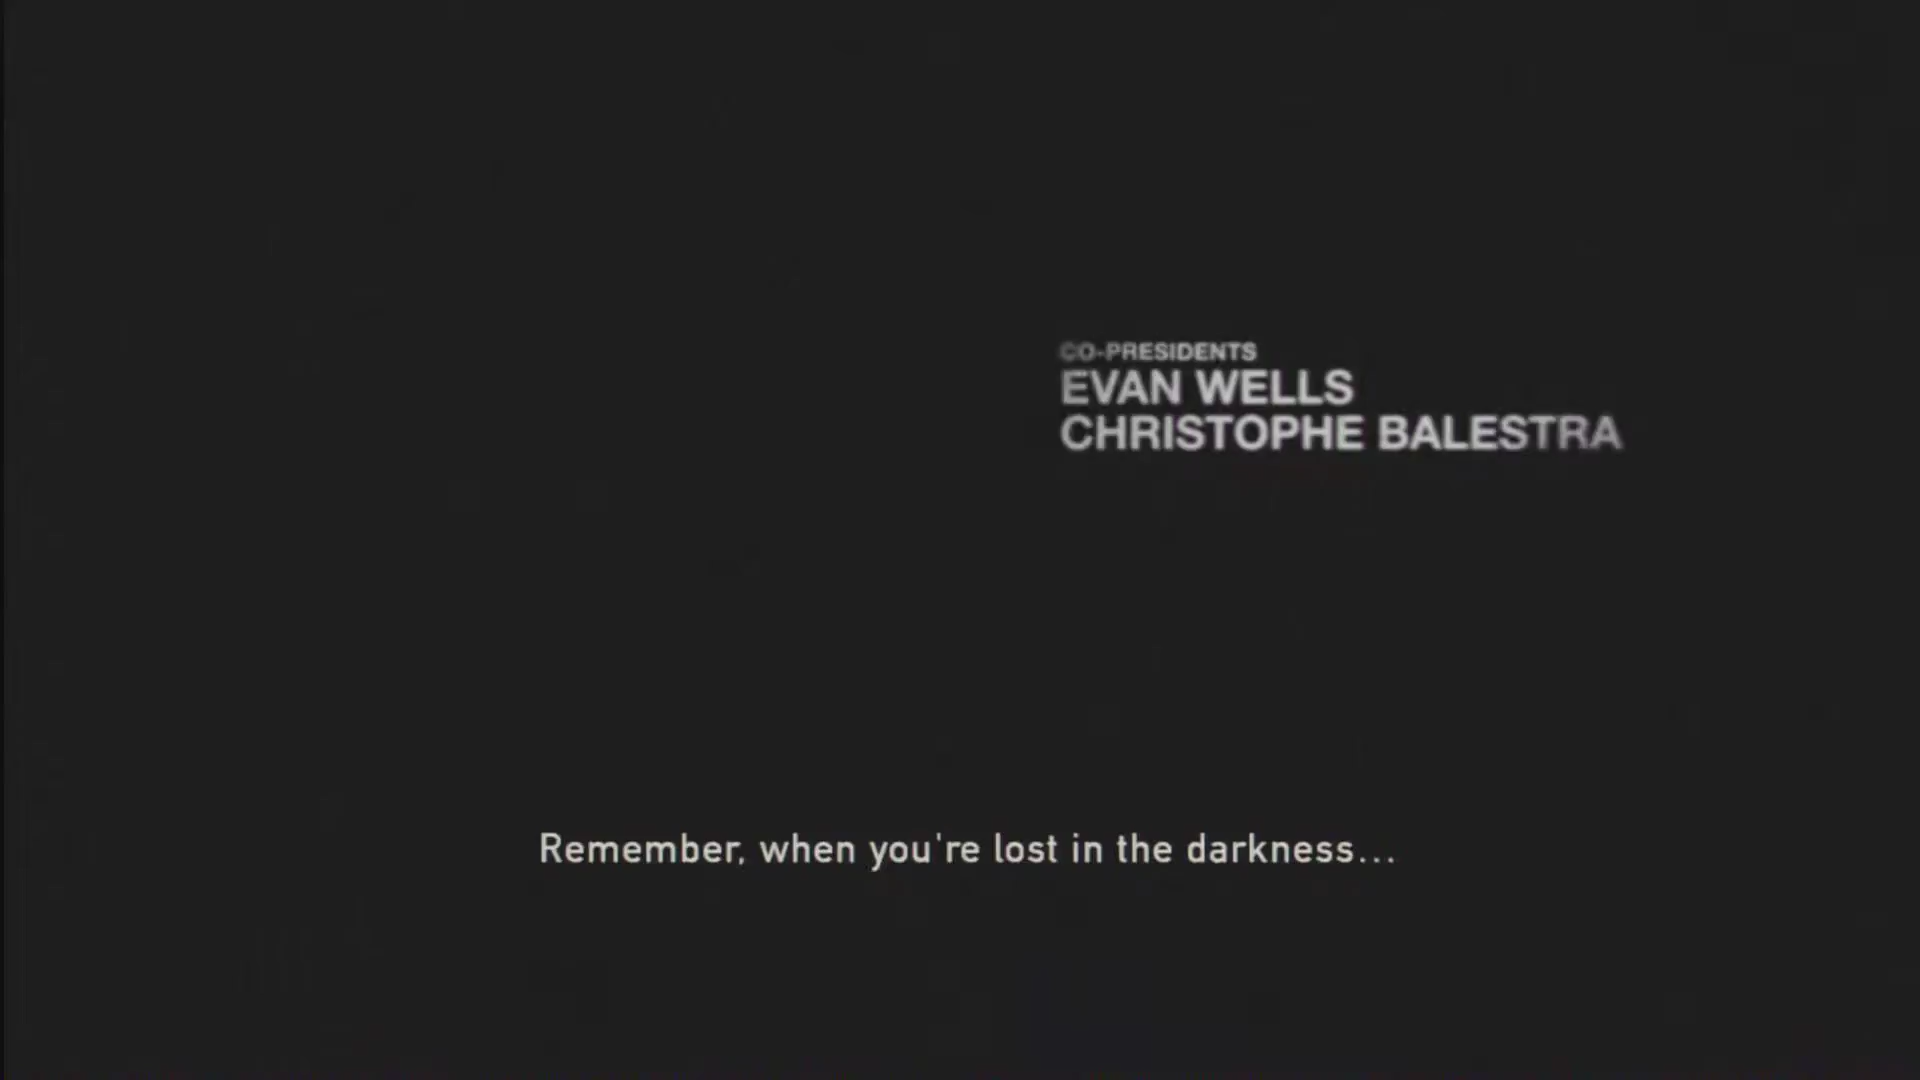 CO-PRESIDENTS
EVAN WELLS
CHRISTOPHE BALESTRA
Remember, when you're lost in the darkness...